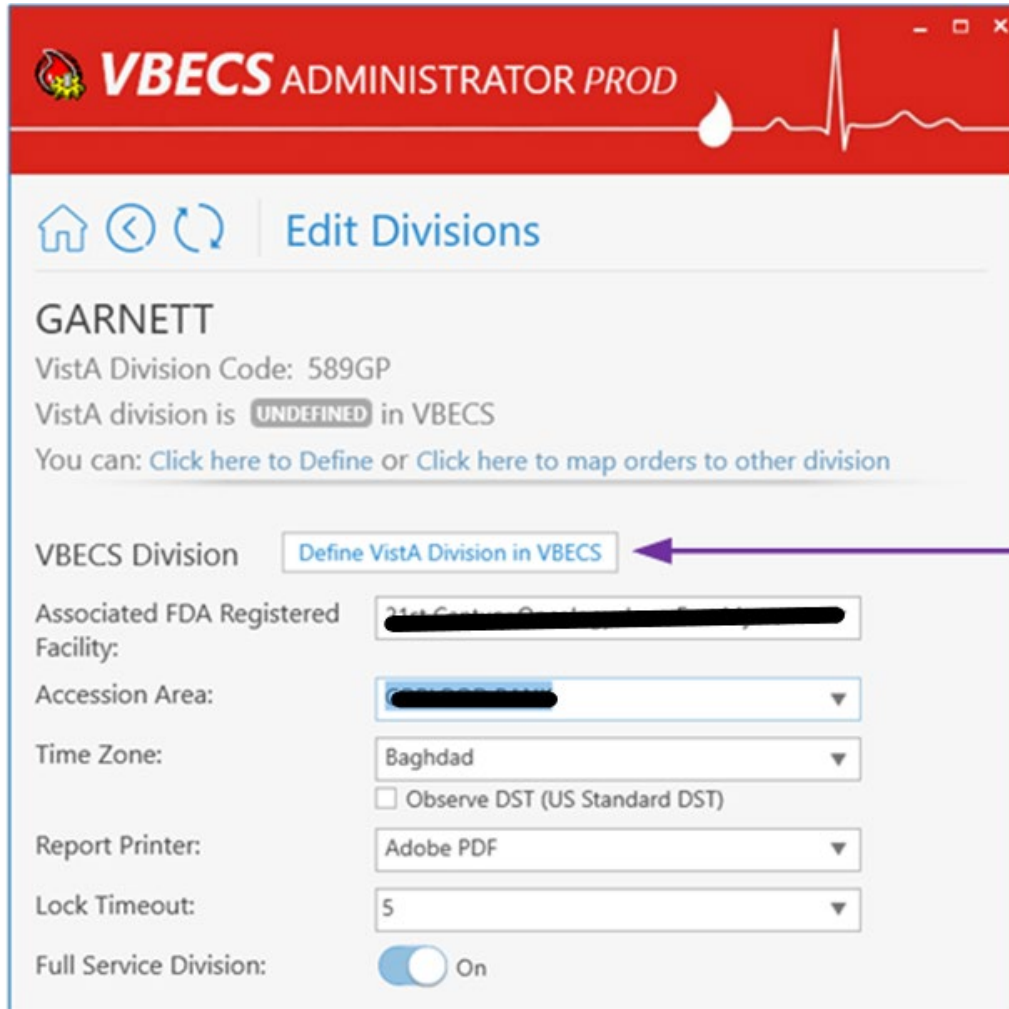 VBECS ADMINISTRATOR PROD
Edit Divisions
GARNETT
VistA Division Code: 589GP
VistA division is UNDEFINED in VBECS
You can: Click here to Define or Click here to map orders to other division
VBECS Division Define VistA Division in VBECS
Associated FDA Registered
Facility:
Accession Area:
Time Zone: Baghdad
Observe DST (US Standard DST)
Report Printer: Adobe PDF
Lock Timeout: 5
Full Service Division: On